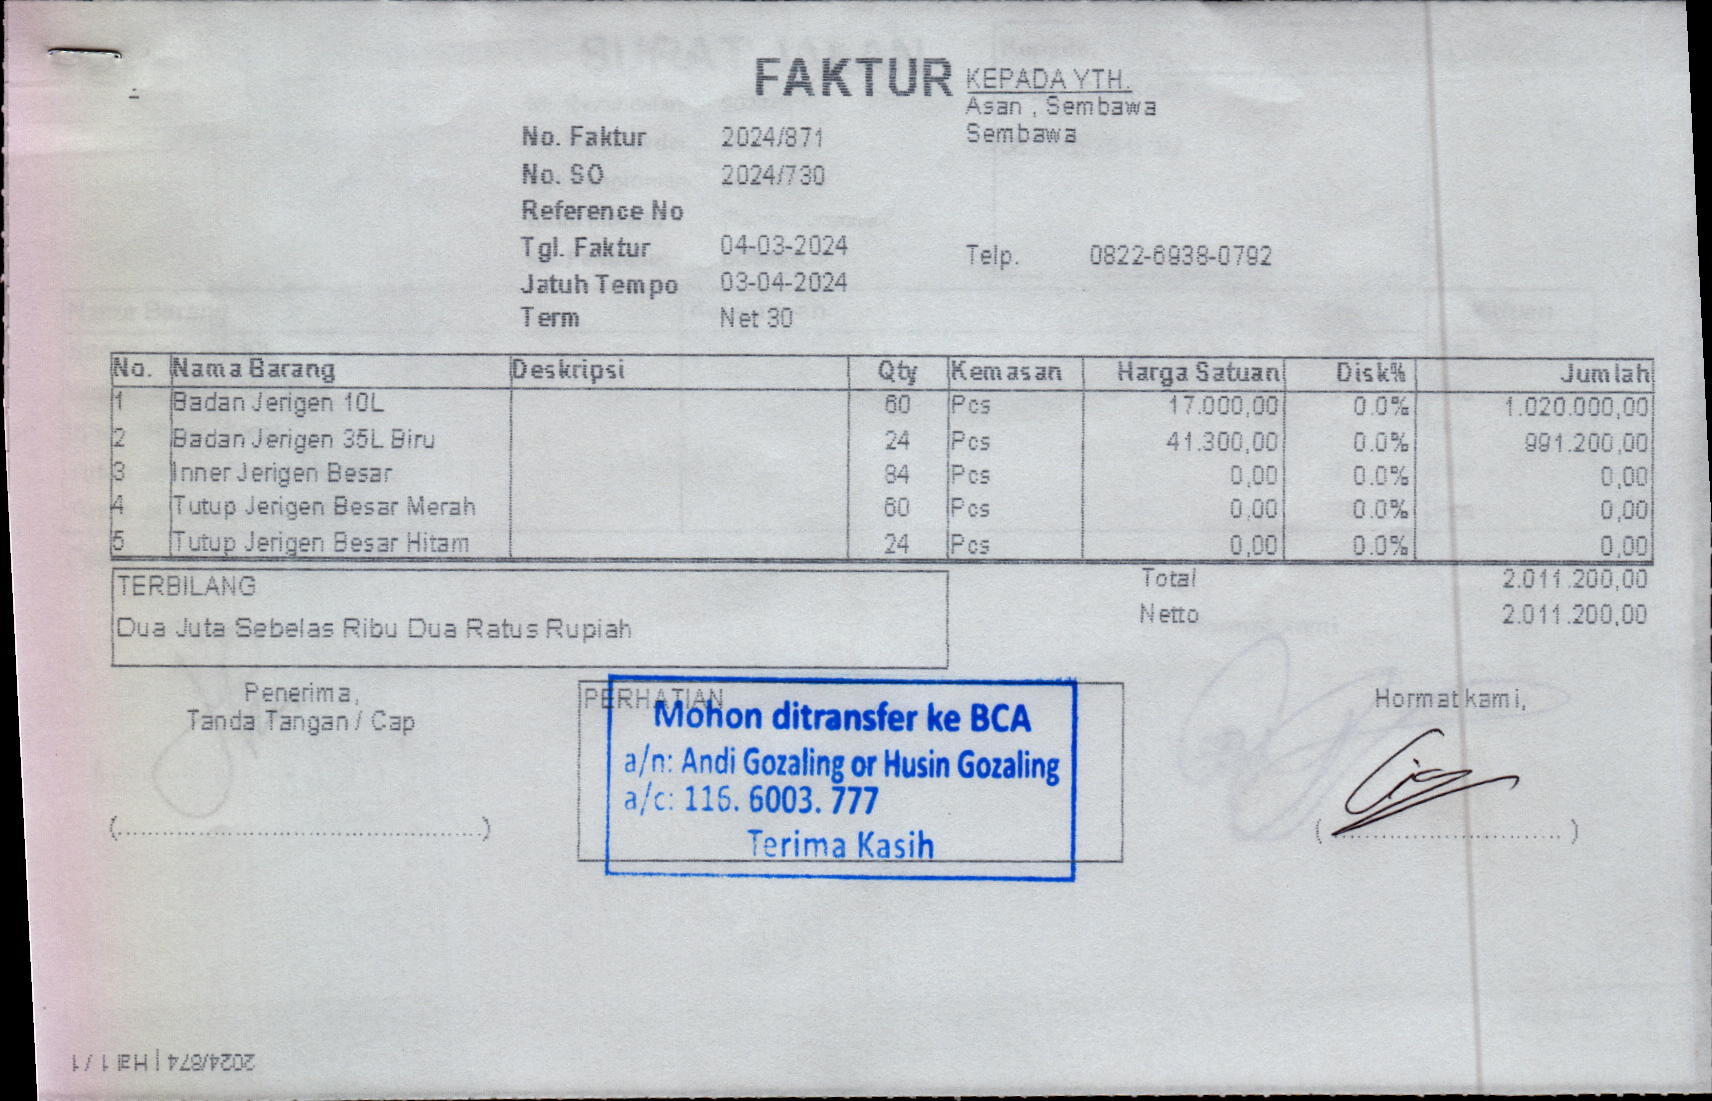 FAKTUR
KEPADA YTH.
Asan , Sembawa
Sembawa
No. Faktur 2024/871
No. SO 2024/730
Reference No
Tgl. Faktur 04-03-2024
Telp. 0822-6938-0792
Jatuh Tempo 03-04-2024
Term Net 30
No. Nama Barang Deskripsi Qty Kemasan Harga Satuan Disk% Jumlah
1 Badan Jerigen 10L 60 Pcs 17.000,00 0.0% 1.020.000,00
2 Badan Jerigen 35L Biru 24 Pcs 41.300,00 0.0% 991.200,00
3 Inner Jerigen Besar 84 Pcs 0,00 0.0% 0,00
4 Tutup Jerigen Besar Merah 60 Pcs 0,00 0.0% 0,00
5 Tutup Jerigen Besar Hitam 24 Pcs 0,00 0.0% 0,00
TERBILANG
Dua Juta Sebelas Ribu Dua Ratus Rupiah
Total 2.011.200,00
Netto 2.011.200,00
Penerima,
Tanda Tangan / Cap
PERHATIAN
Mohon ditransfer ke BCA
a/n: Andi Gozaling or Husin Gozaling
a/c: 116. 6003. 777
Terima Kasih
Hormat kami,
2024/874 | Hal 1 / 1